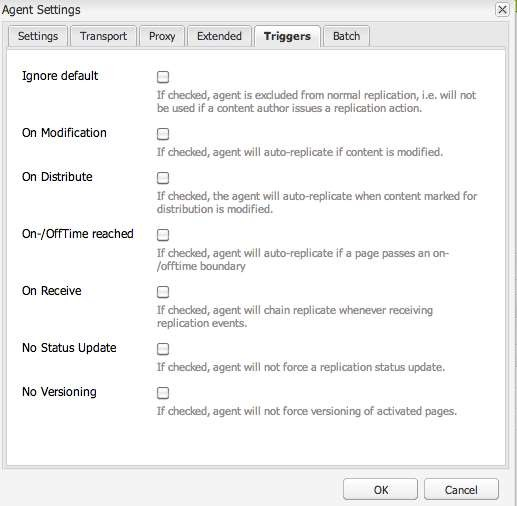 Agent Settings
Settings Transport Proxy Extended Triggers Batch
Ignore default
If checked, agent is excluded from normal replication, i.e. will not
be used if a content author issues a replication action.
On Modification
If checked, agent will auto-replicate if content is modified.
On Distribute
If checked, the agent will auto-replicate when content marked for
distribution is modified.
On-/OffTime reached
If checked, agent will auto-replicate if a page passes an on-
/offtime boundary
On Receive
If checked, agent will chain replicate whenever receiving
replication events.
No Status Update
If checked, agent will not force a replication status update.
No Versioning
If checked, agent will not force versioning of activated pages.
OK Cancel